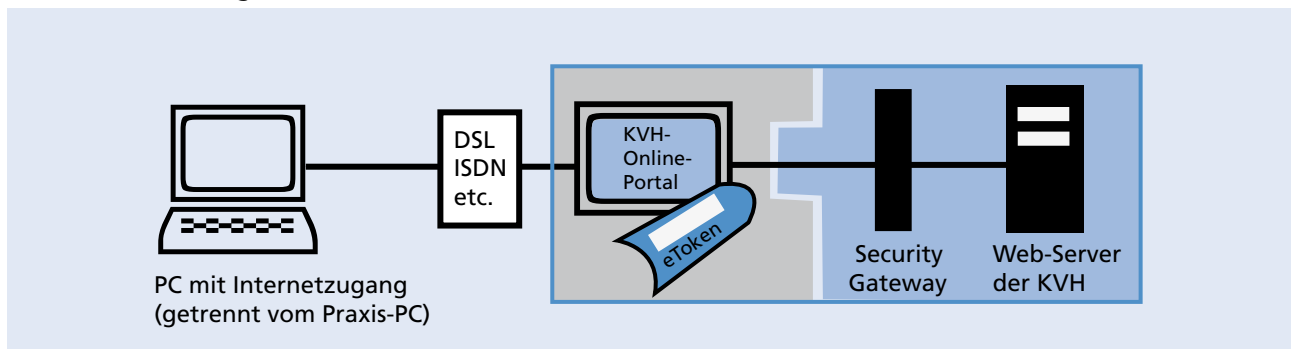 PC mit Internetzugang
(getrennt vom Praxis-PC)
DSL
ISDN
etc.
KVH-
Online-
Portal
eToken
Security
Gateway
Web-Server
der KVH